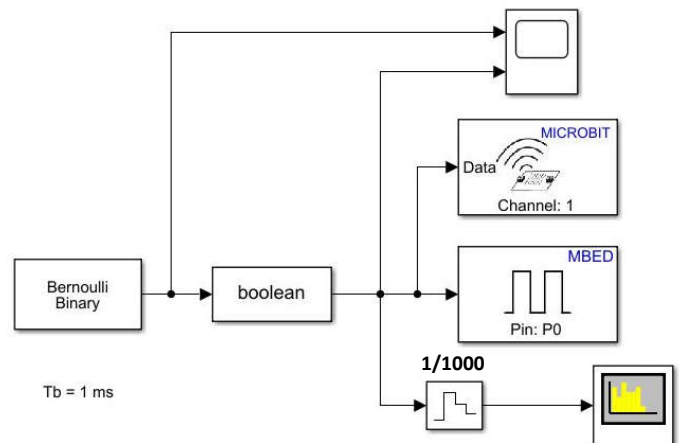 MICROBIT
Data
Channel: 1
Bernoulli
Binary
boolean
MBED
Pin: P0
1/1000
Tb = 1 ms